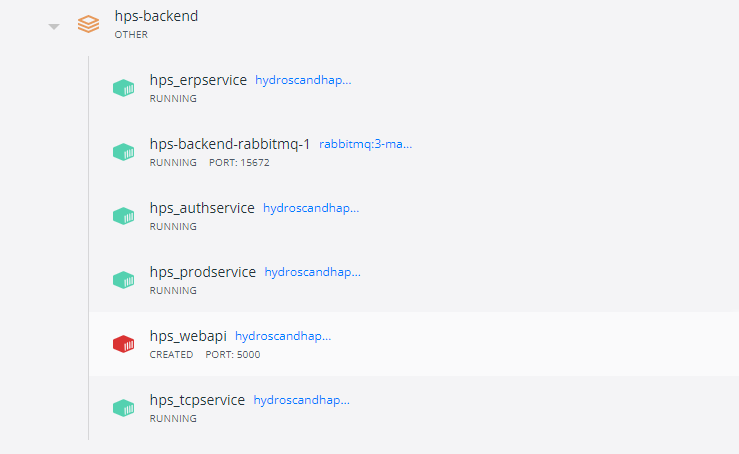 hps-backend
OTHER
hps_erpservice hydroscandhap...
RUNNING
hps-backend-rabbitmq-1 rabbitmq:3-ma...
RUNNING PORT: 15672
hps_authservice hydroscandhap...
RUNNING
hps_prodservice hydroscandhap...
RUNNING
hps_webapi hydroscandhap...
CREATED PORT: 5000
hps_tcpservice hydroscandhap...
RUNNING